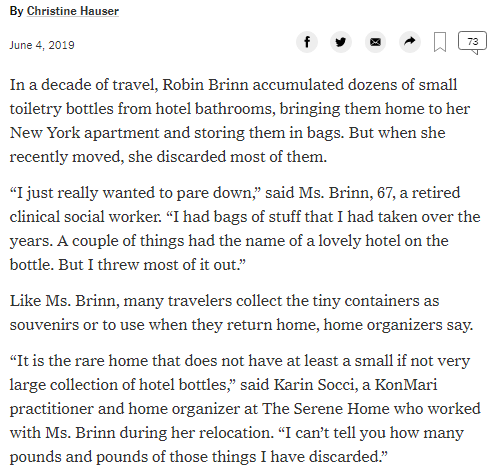 By Christine Hauser
June 4, 2019
73
In a decade of travel, Robin Brinn accumulated dozens of small
toiletry bottles from hotel bathrooms, bringing them home to her
New York apartment and storing them in bags. But when she
recently moved, she discarded most of them.
“I just really wanted to pare down,” said Ms. Brinn, 67, a retired
clinical social worker. “I had bags of stuff that I had taken over the
years. A couple of things had the name of a lovely hotel on the
bottle. But I threw most of it out.”
Like Ms. Brinn, many travelers collect the tiny containers as
souvenirs or to use when they return home, home organizers say.
“It is the rare home that does not have at least a small if not very
large collection of hotel bottles,” said Karin Socci, a KonMari
practitioner and home organizer at The Serene Home who worked
with Ms. Brinn during her relocation. “I can’t tell you how many
pounds and pounds of those things I have discarded.”